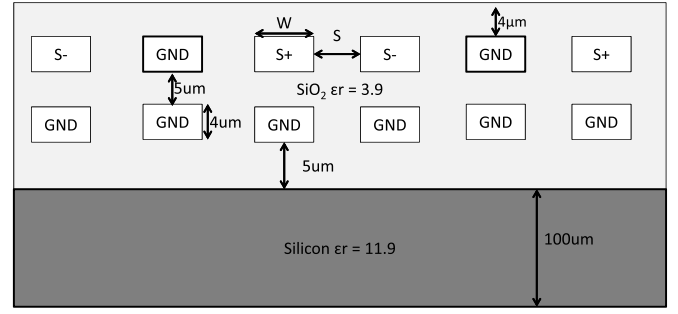 4μm
W
S
S-
GND
S+
S-
GND
S+
5um
SiO₂ εr = 3.9
GND
GND
4um
GND
GND
GND
GND
5um
100um
Silicon εr = 11.9